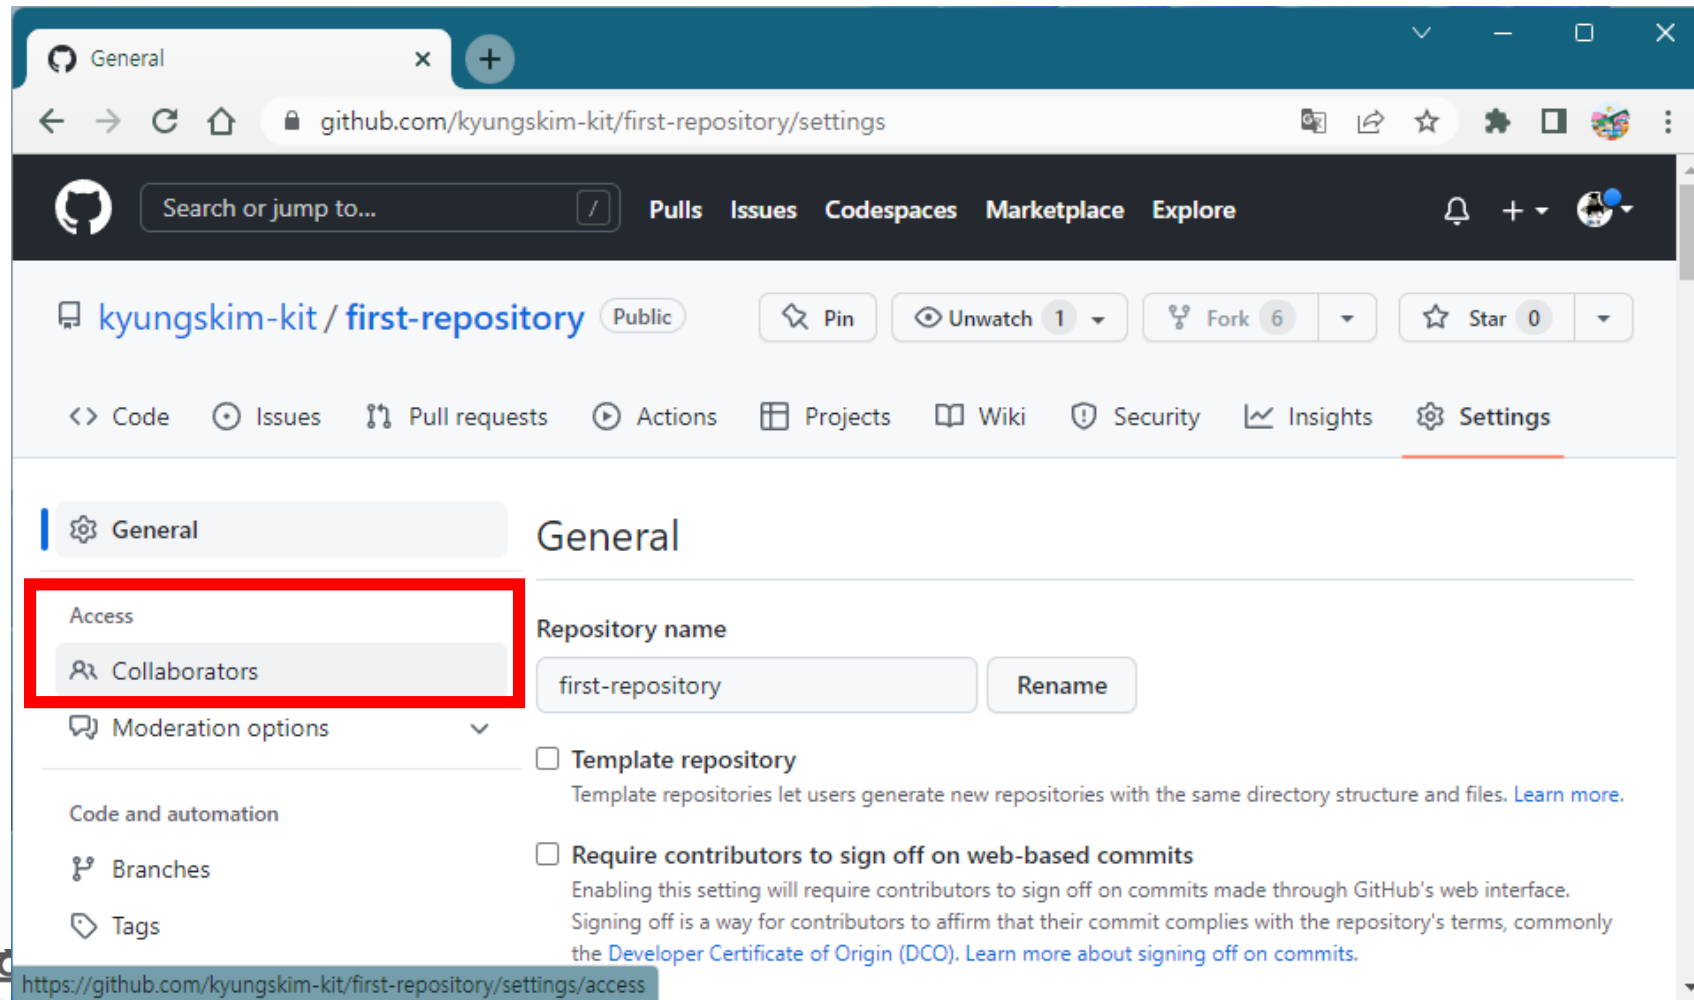 General
github.com/kyungskim-kit/first-repository/settings
Search or jump to... /
Pulls Issues Codespaces Marketplace Explore
kyungskim-kit / first-repository Public
Pin Unwatch 1 Fork 6 Star 0
Code Issues Pull requests Actions Projects Wiki Security Insights Settings
General
Access
Collaborators
Moderation options
Code and automation
Branches
Tags
General
Repository name
first-repository Rename
Template repository
Template repositories let users generate new repositories with the same directory structure and files. Learn more.
Require contributors to sign off on web-based commits
Enabling this setting will require contributors to sign off on commits made through GitHub's web interface.
Signing off is a way for contributors to affirm that their commit complies with the repository's terms, commonly
the Developer Certificate of Origin (DCO). Learn more about signing off on commits.
https://github.com/kyungskim-kit/first-repository/settings/access